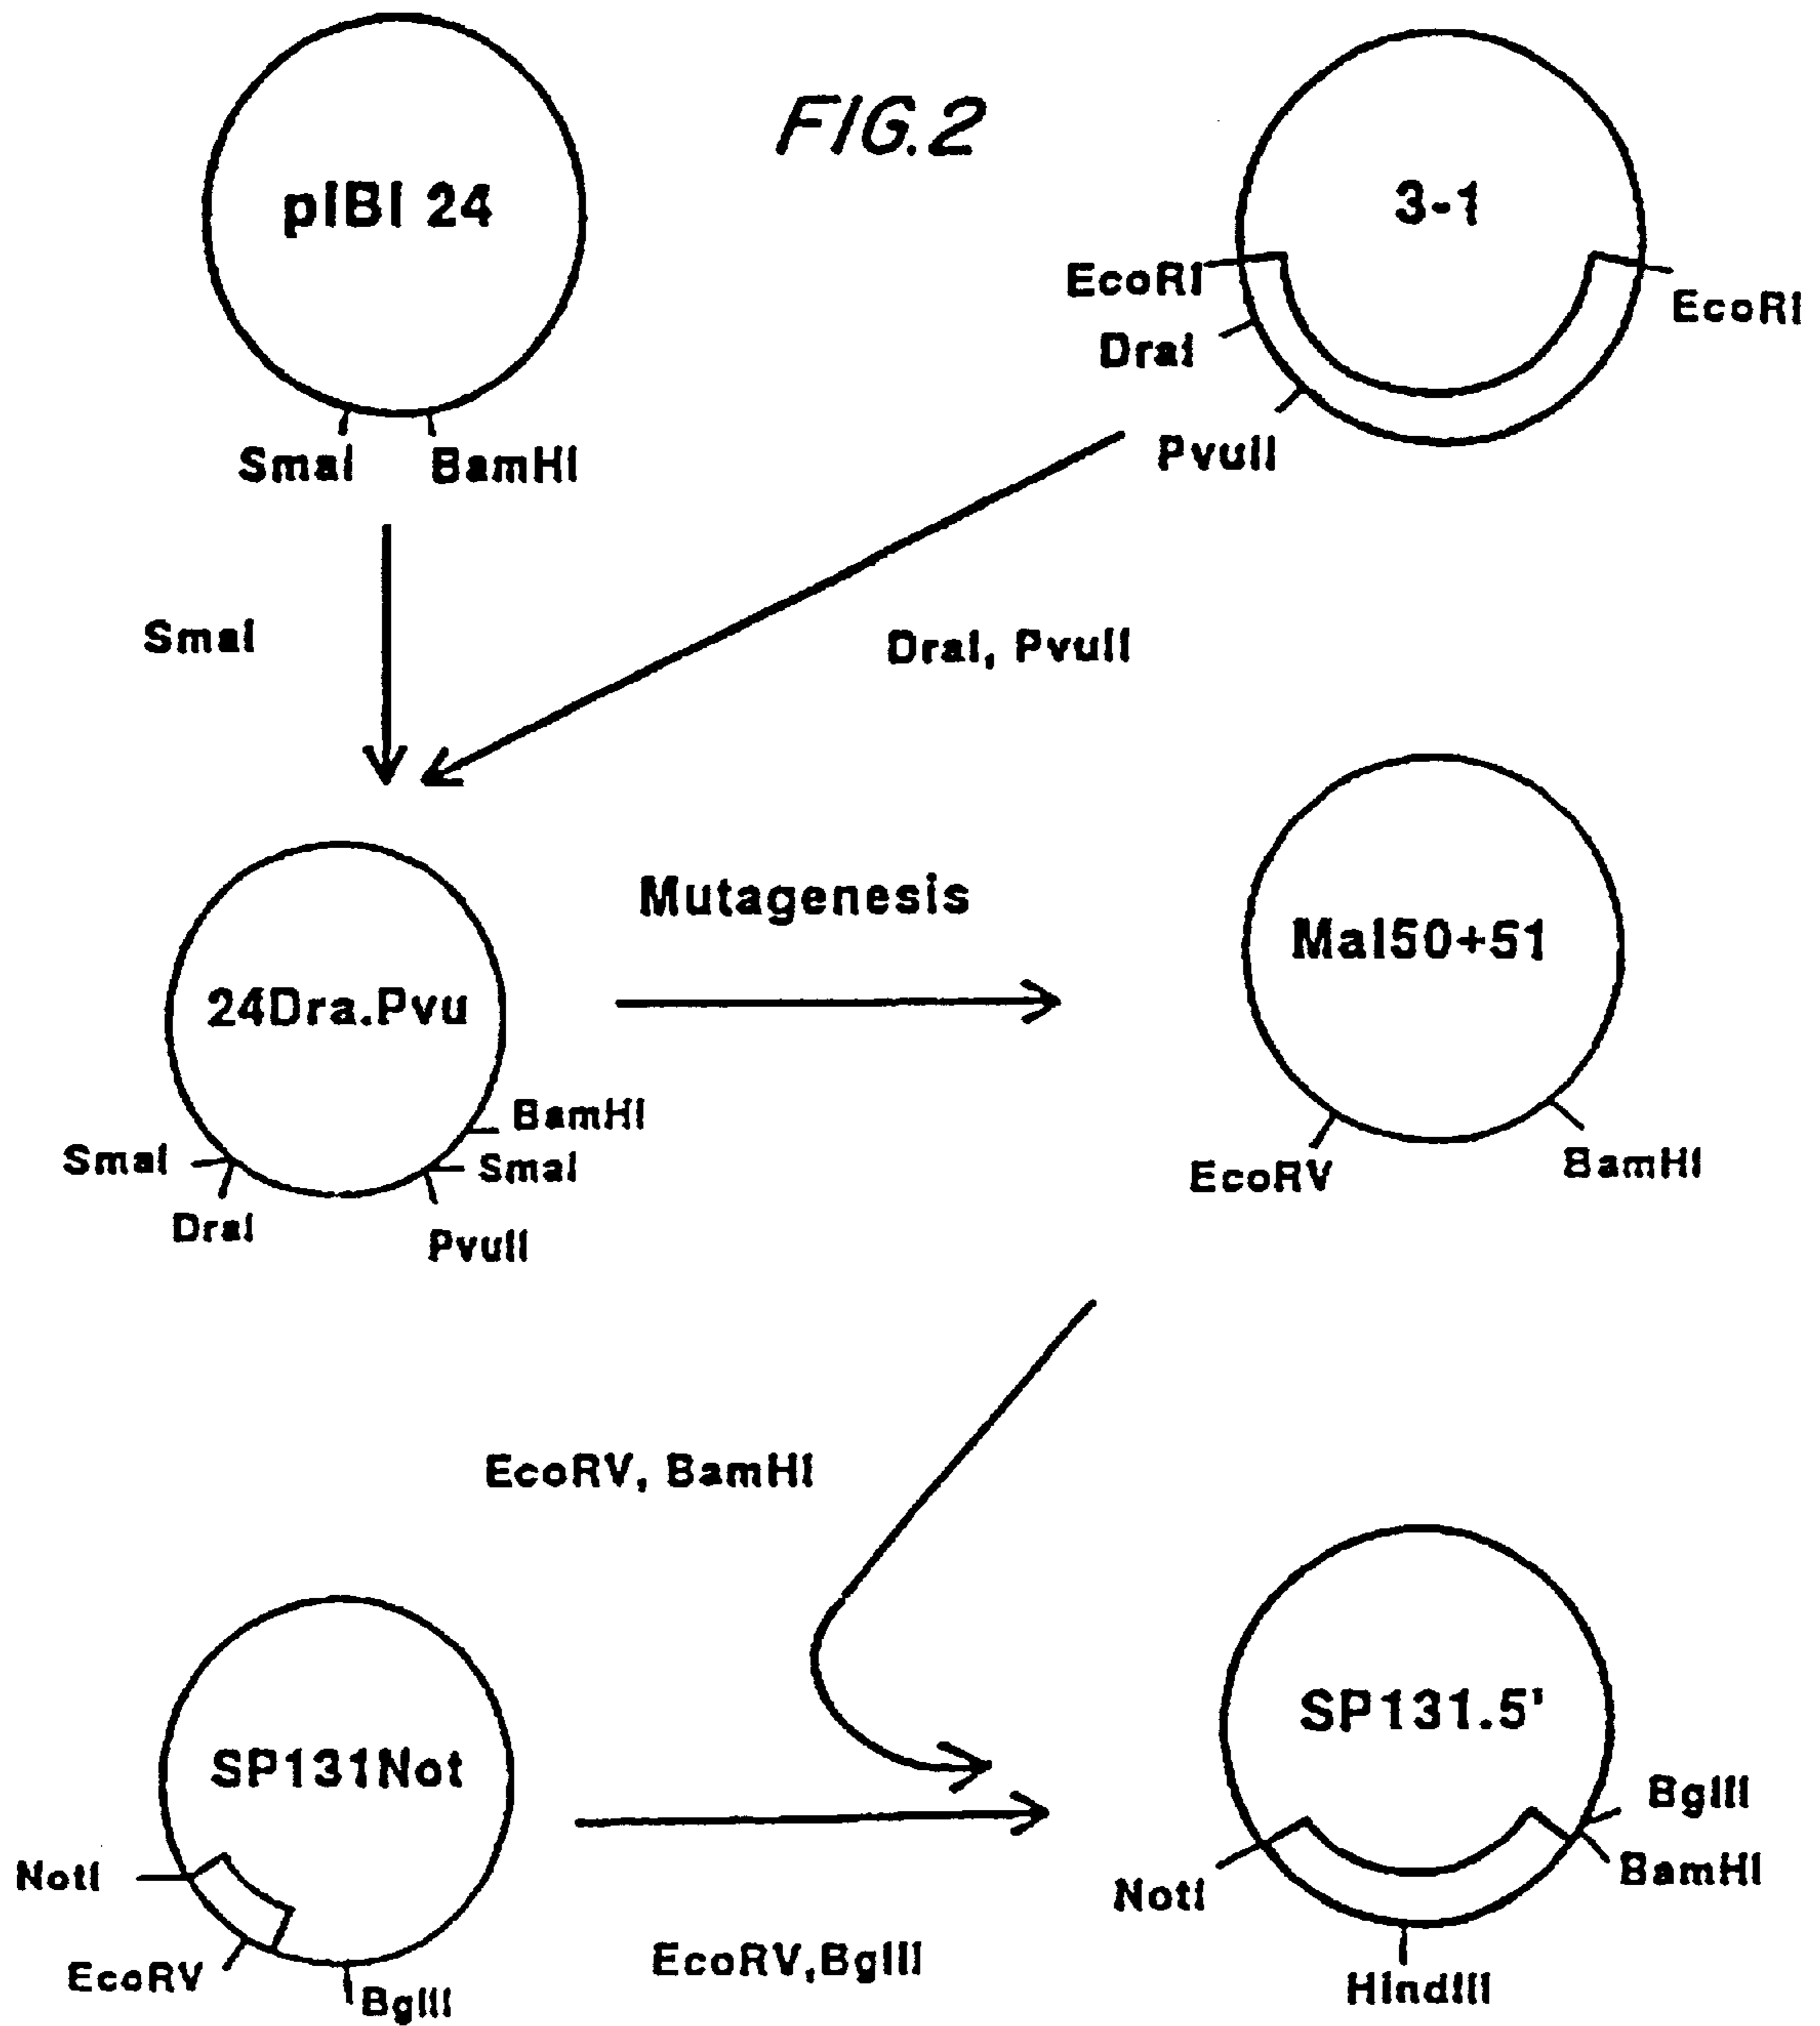 FIG.2
pIBI 24
SmaI
BamHI
3-1
EcoRI
EcoRI
DraI
PvuII
SmaI
DraI, PvuII
24Dra.Pvu
BamHI
SmaI
SmaI
DraI
PvuII
Mutagenesis
Mal50+51
EcoRV
BamHI
EcoRV, BamHI
SP131Not
NotI
EcoRV
BglII
EcoRV,BglII
SP131.5'
BglII
BamHI
NotI
HindIII